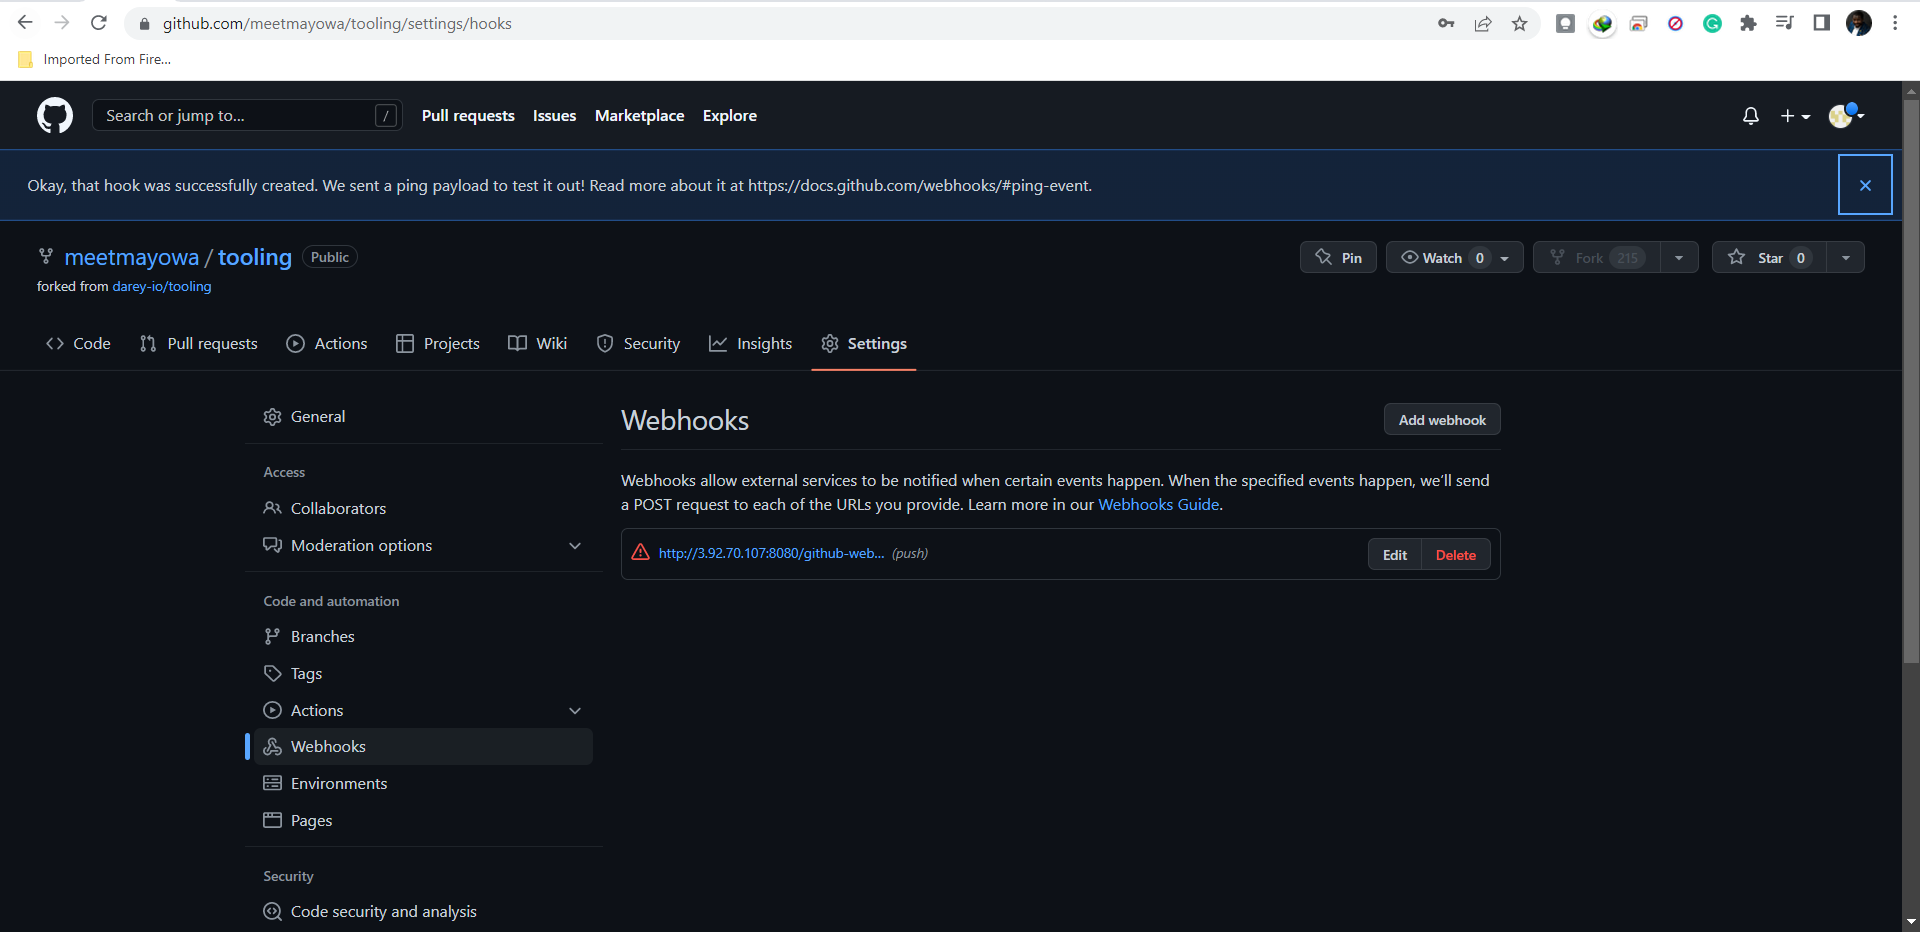 github.com/meetmayowa/tooling/settings/hooks
Imported From Fire...
Search or jump to... /
Pull requests Issues Marketplace Explore
Okay, that hook was successfully created. We sent a ping payload to test it out! Read more about it at https://docs.github.com/webhooks/#ping-event.
meetmayowa / tooling Public
Pin Watch 0 Fork 215 Star 0
forked from darey-io/tooling
Code Pull requests Actions Projects Wiki Security Insights Settings
General
Access
Collaborators
Moderation options
Code and automation
Branches
Tags
Actions
Webhooks
Environments
Pages
Security
Code security and analysis
Webhooks
Add webhook
Webhooks allow external services to be notified when certain events happen. When the specified events happen, we’ll send
a POST request to each of the URLs you provide. Learn more in our Webhooks Guide.
http://3.92.70.107:8080/github-web... (push)
Edit Delete